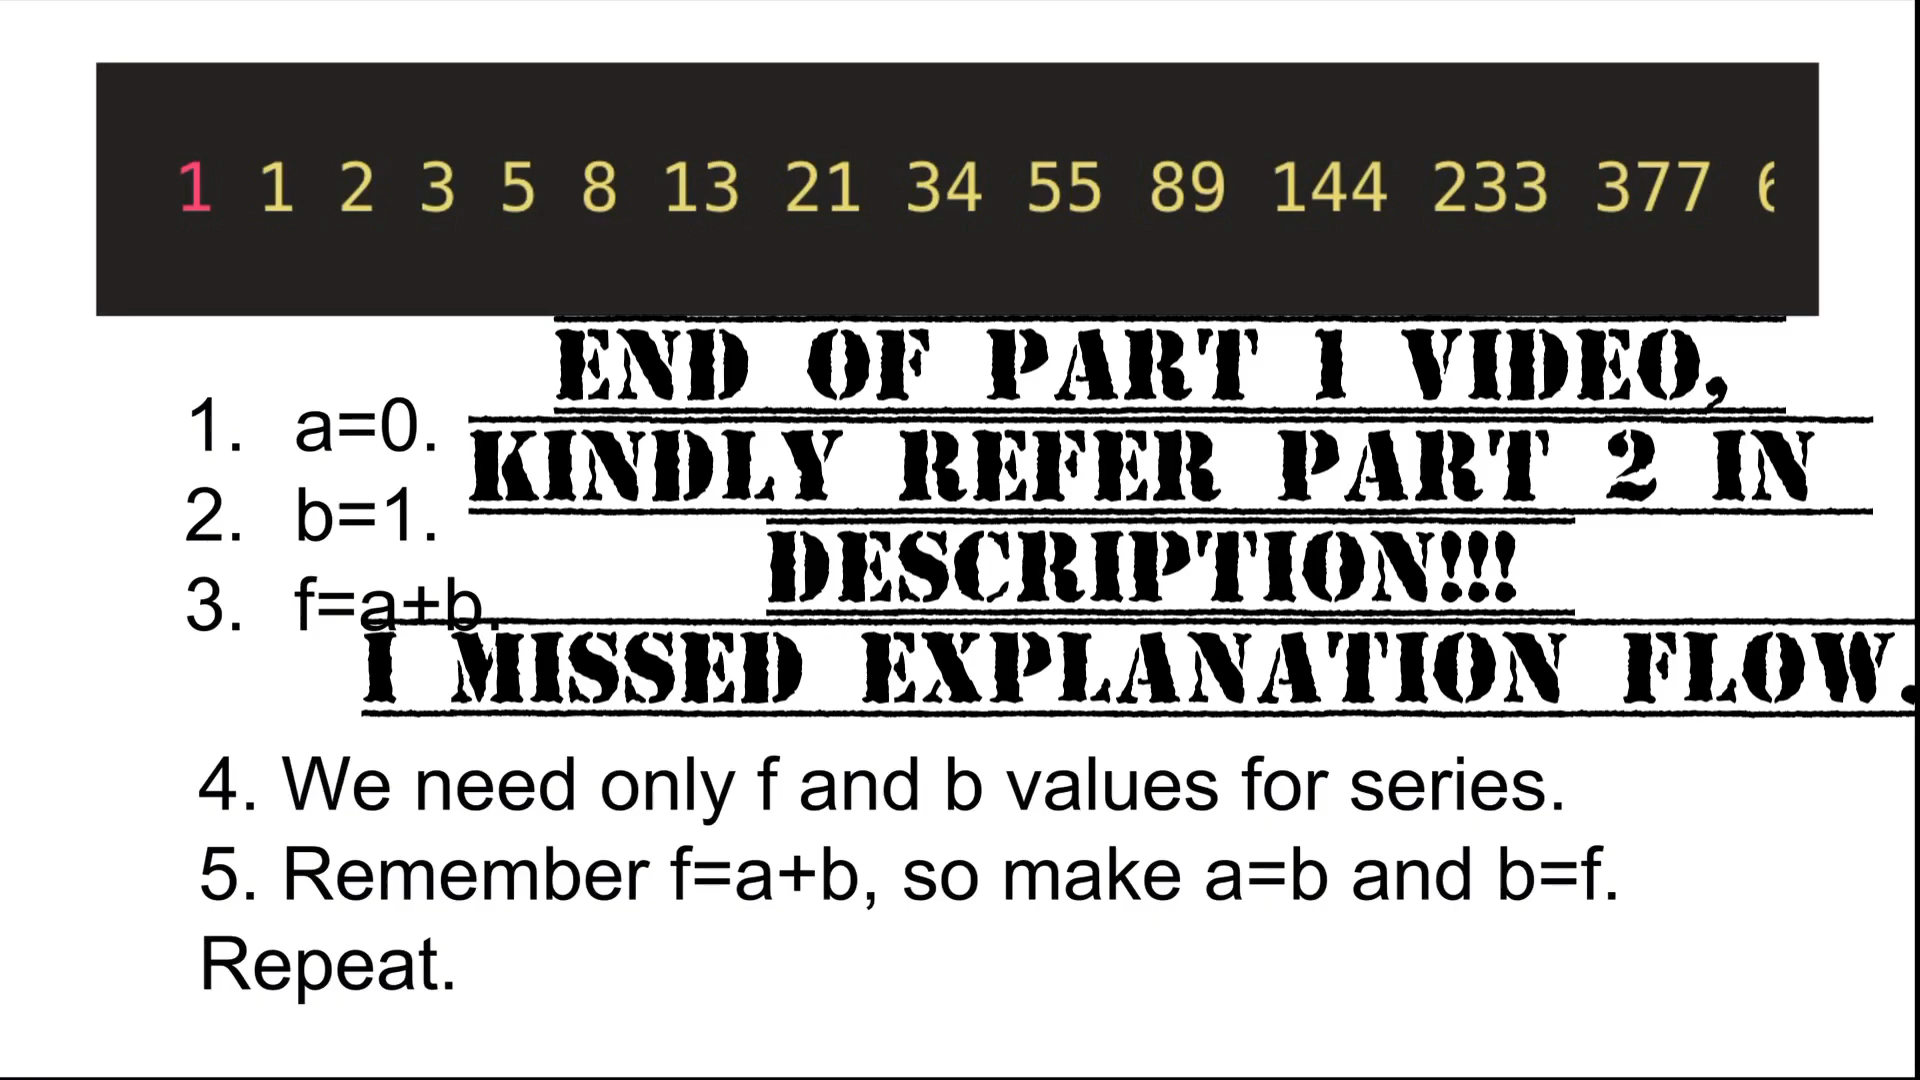 1 1 2 3 5 8 13 21 34 55 89 144 233 377
END OF PART 1 VIDEO,
KINDLY REFER PART 2 IN
DESCRIPTION!!!
I MISSED EXPLANATION FLOW.
1. a=0.
2. b=1.
3. f=a+b.
4. We need only f and b values for series.
5. Remember f=a+b, so make a=b and b=f.
Repeat.